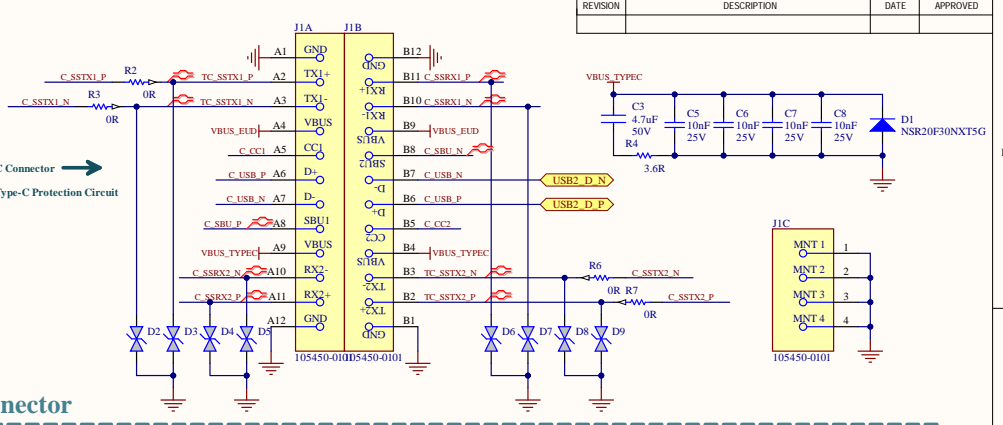 REVISION DESCRIPTION DATE APPROVED
J1A J1B
A1 GND GND B12
C_SSTX1_P R2 0R TC_SSTX1_P A2 TX1+ RX1+ B11 C_SSRX1_P
C_SSTX1_N R3 0R TC_SSTX1_N A3 TX1- RX1- B10 C_SSRX1_N
VBUS_EUD A4 VBUS VBUS B9 VBUS_EUD
C_CC1 A5 CC1 SBU2 B8 C_SBU_N
C_USB_P A6 D+ D- B7 C_USB_N USB2_D_N
C_USB_N A7 D- D+ B6 C_USB_P USB2_D_P
C_SBU_P A8 SBU1 CC2 B5 C_CC2
VBUS_TYPEC A9 VBUS VBUS B4 VBUS_TYPEC
C_SSRX2_N A10 RX2- TX2- B3 TC_SSTX2_N R6 0R C_SSTX2_N
C_SSRX2_P A11 RX2+ TX2+ B2 TC_SSTX2_P R7 0R C_SSTX2_P
A12 GND GND B1
D2 D3 D4 D5 D6 D7 D8 D9
105450-0101 105450-0101
C Connector
Type-C Protection Circuit
VBUS_TYPEC
C3 4.7uF 50V
C5 10nF 25V
C6 10nF 25V
C7 10nF 25V
C8 10nF 25V
D1 NSR20F30NXT5G
R4 3.6R
J1C
MNT 1 1
MNT 2 2
MNT 3 3
MNT 4 4
105450-0101
nector